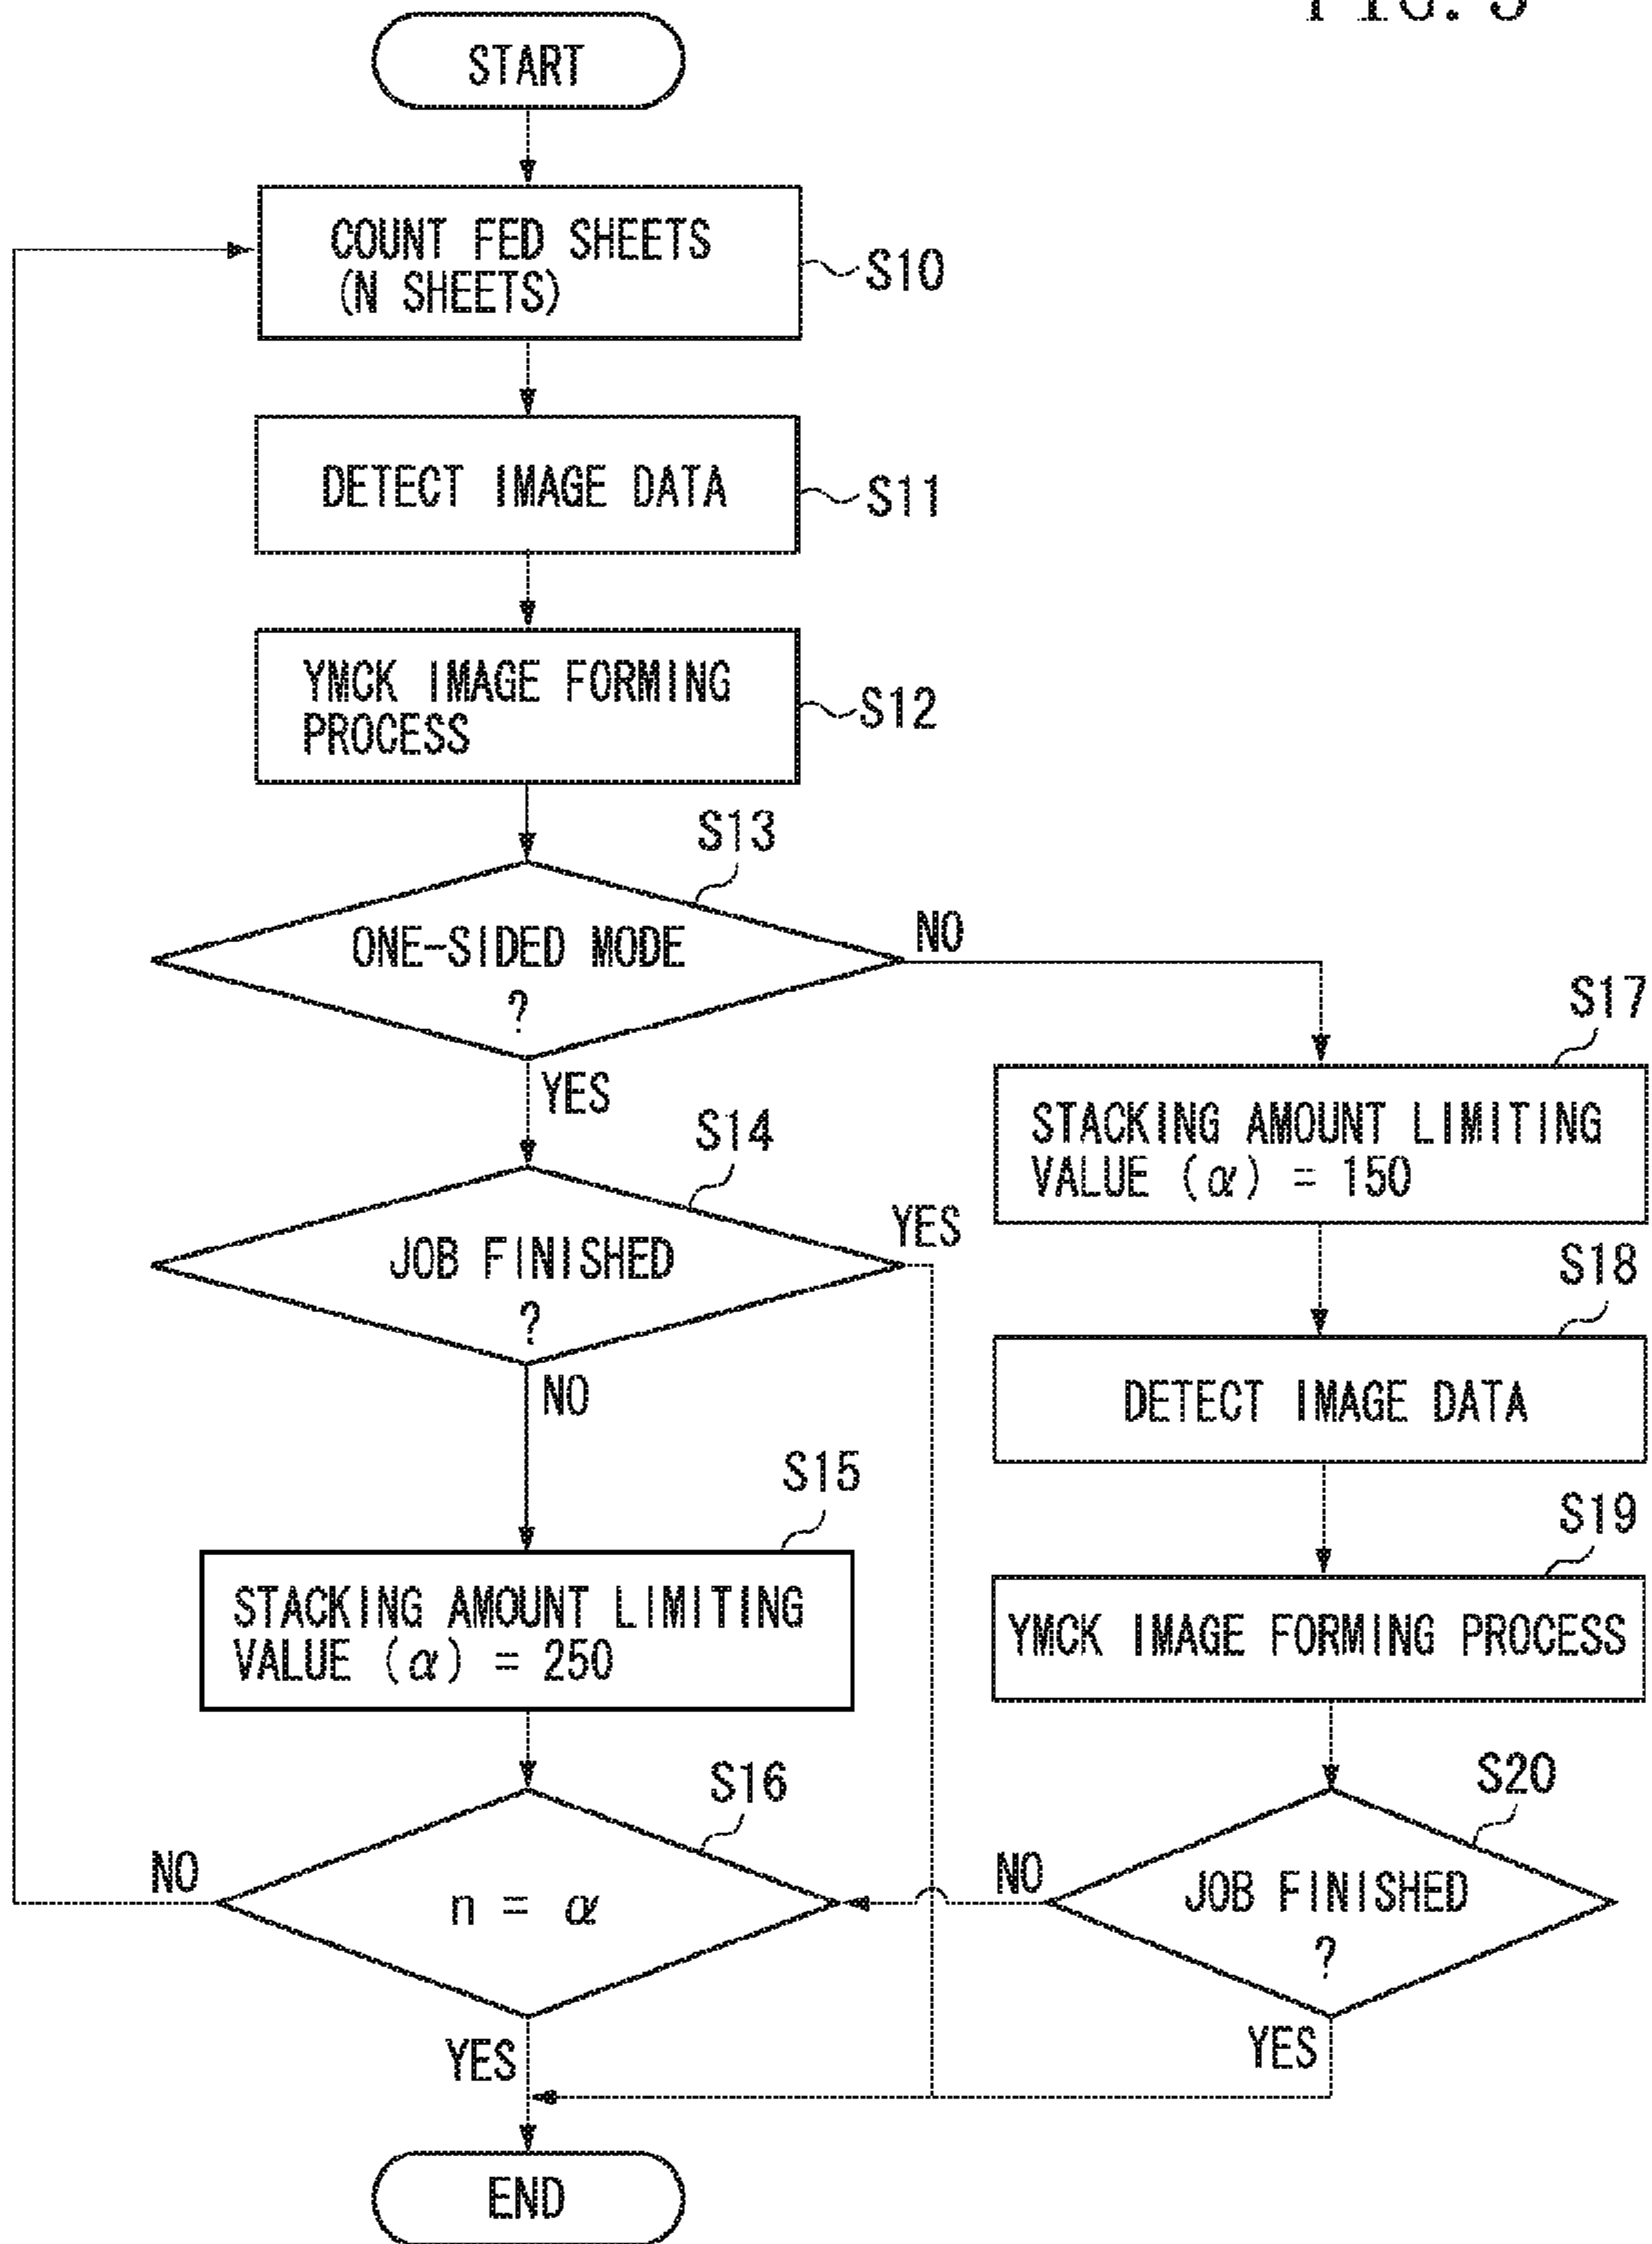 START
COUNT FED SHEETS
(N SHEETS)
S10
DETECT IMAGE DATA
S11
YMCK IMAGE FORMING
PROCESS
S12
S13
ONE-SIDED MODE
?
NO
YES
S14
JOB FINISHED
?
YES
NO
S15
STACKING AMOUNT LIMITING
VALUE (α) = 250
S16
n = α
NO
YES
S17
STACKING AMOUNT LIMITING
VALUE (α) = 150
S18
DETECT IMAGE DATA
S19
YMCK IMAGE FORMING PROCESS
S20
JOB FINISHED
?
NO
YES
END